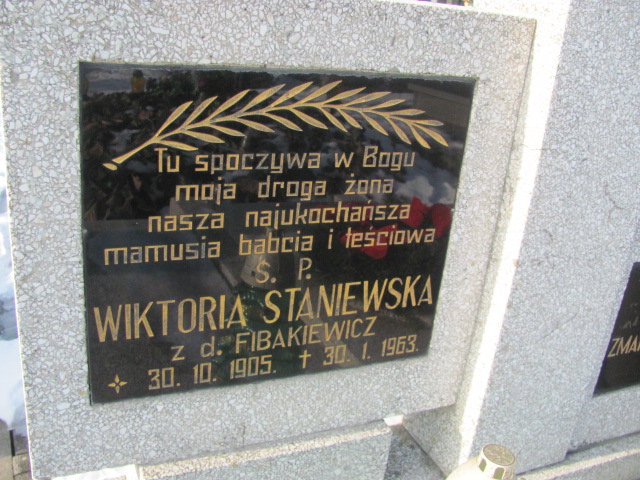 Tu spoczywa w Bogu
moja droga żona
nasza najukochańsza
mamusia babcia i teściowa
Ś. P.
WIKTORIA STANIEWSKA
z d. FIBAKIEWICZ
30. 10. 1905. † 30. 1. 1963.